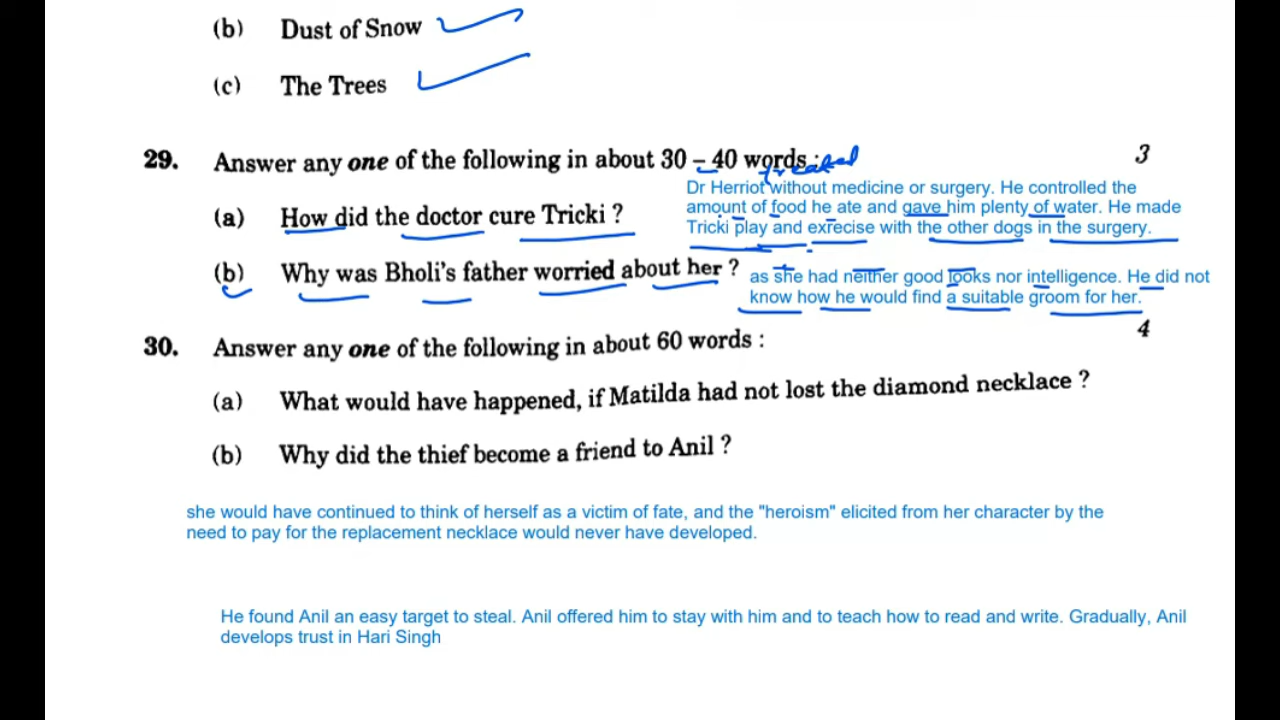 (b) Dust of Snow
(c) The Trees
29. Answer any one of the following in about 30 – 40 words : 3
treated
Dr Herriot without medicine or surgery. He controlled the
amount of food he ate and gave him plenty of water. He made
(a) How did the doctor cure Tricki ?
Tricki play and exrecise with the other dogs in the surgery.
(b) Why was Bholi's father worried about her ?
as she had neither good looks nor intelligence. He did not
know how he would find a suitable groom for her.
30. Answer any one of the following in about 60 words : 4
(a) What would have happened, if Matilda had not lost the diamond necklace ?
(b) Why did the thief become a friend to Anil ?
she would have continued to think of herself as a victim of fate, and the "heroism" elicited from her character by the
need to pay for the replacement necklace would never have developed.
He found Anil an easy target to steal. Anil offered him to stay with him and to teach how to read and write. Gradually, Anil
develops trust in Hari Singh